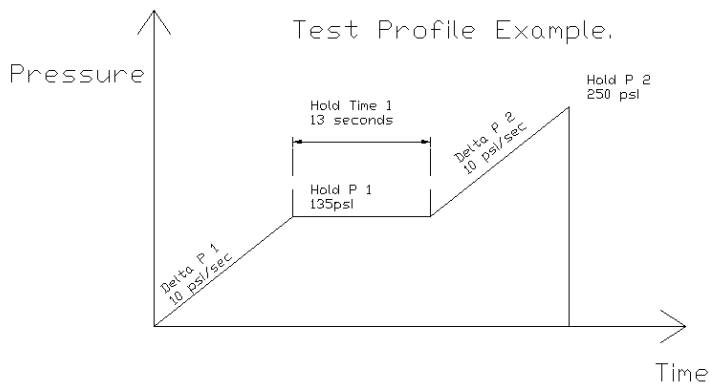 Test Profile Example.
Pressure
Hold P 2
250 psi
Hold Time 1
13 seconds
Delta P 2
10 psi/sec
Hold P 1
135psi
Delta P 1
10 psi/sec
Time